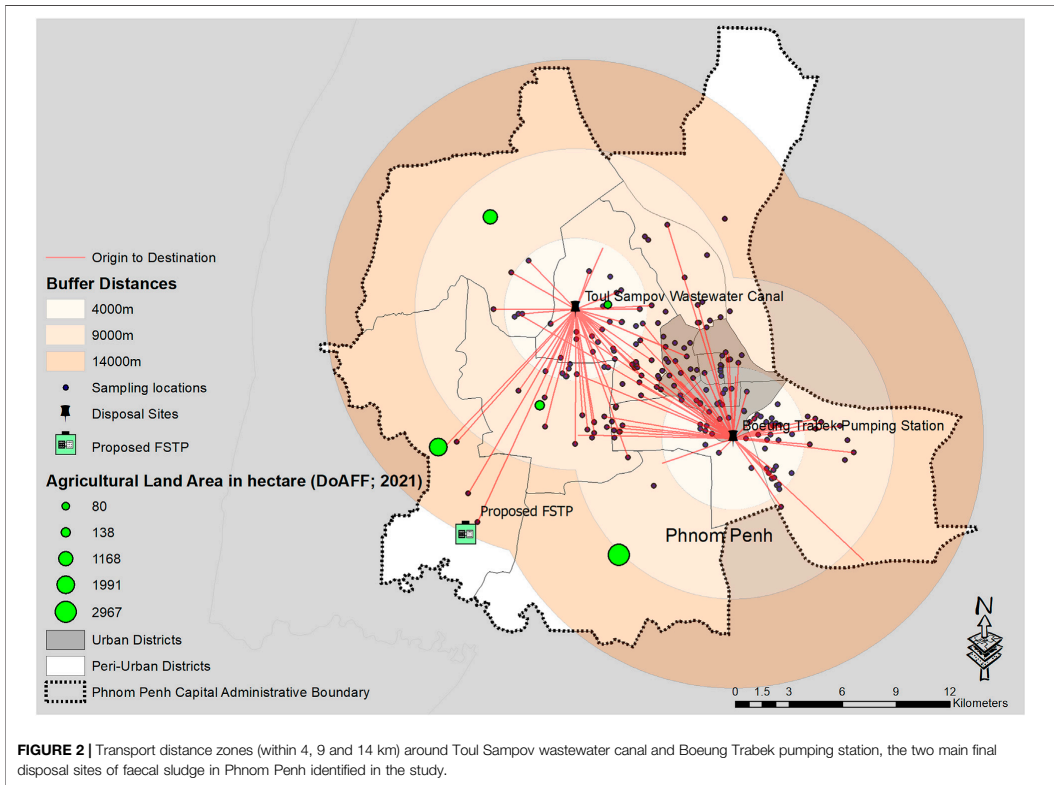 Origin to Destination
Buffer Distances
4000m
9000m
14000m
Sampling locations
Disposal Sites
Proposed FSTP
Agricultural Land Area in hectare (DoAFF; 2021)
80
138
1168
1991
2967
Urban Districts
Peri-Urban Districts
Phnom Penh Capital Administrative Boundary
Toul Sampov Wastewater Canal
Boeung Trabek Pumping Station
Proposed FSTP
Phnom Penh
N
0 1.5 3 6 9 12
Kilometers
FIGURE 2 | Transport distance zones (within 4, 9 and 14 km) around Toul Sampov wastewater canal and Boeung Trabek pumping station, the two main final
disposal sites of faecal sludge in Phnom Penh identified in the study.